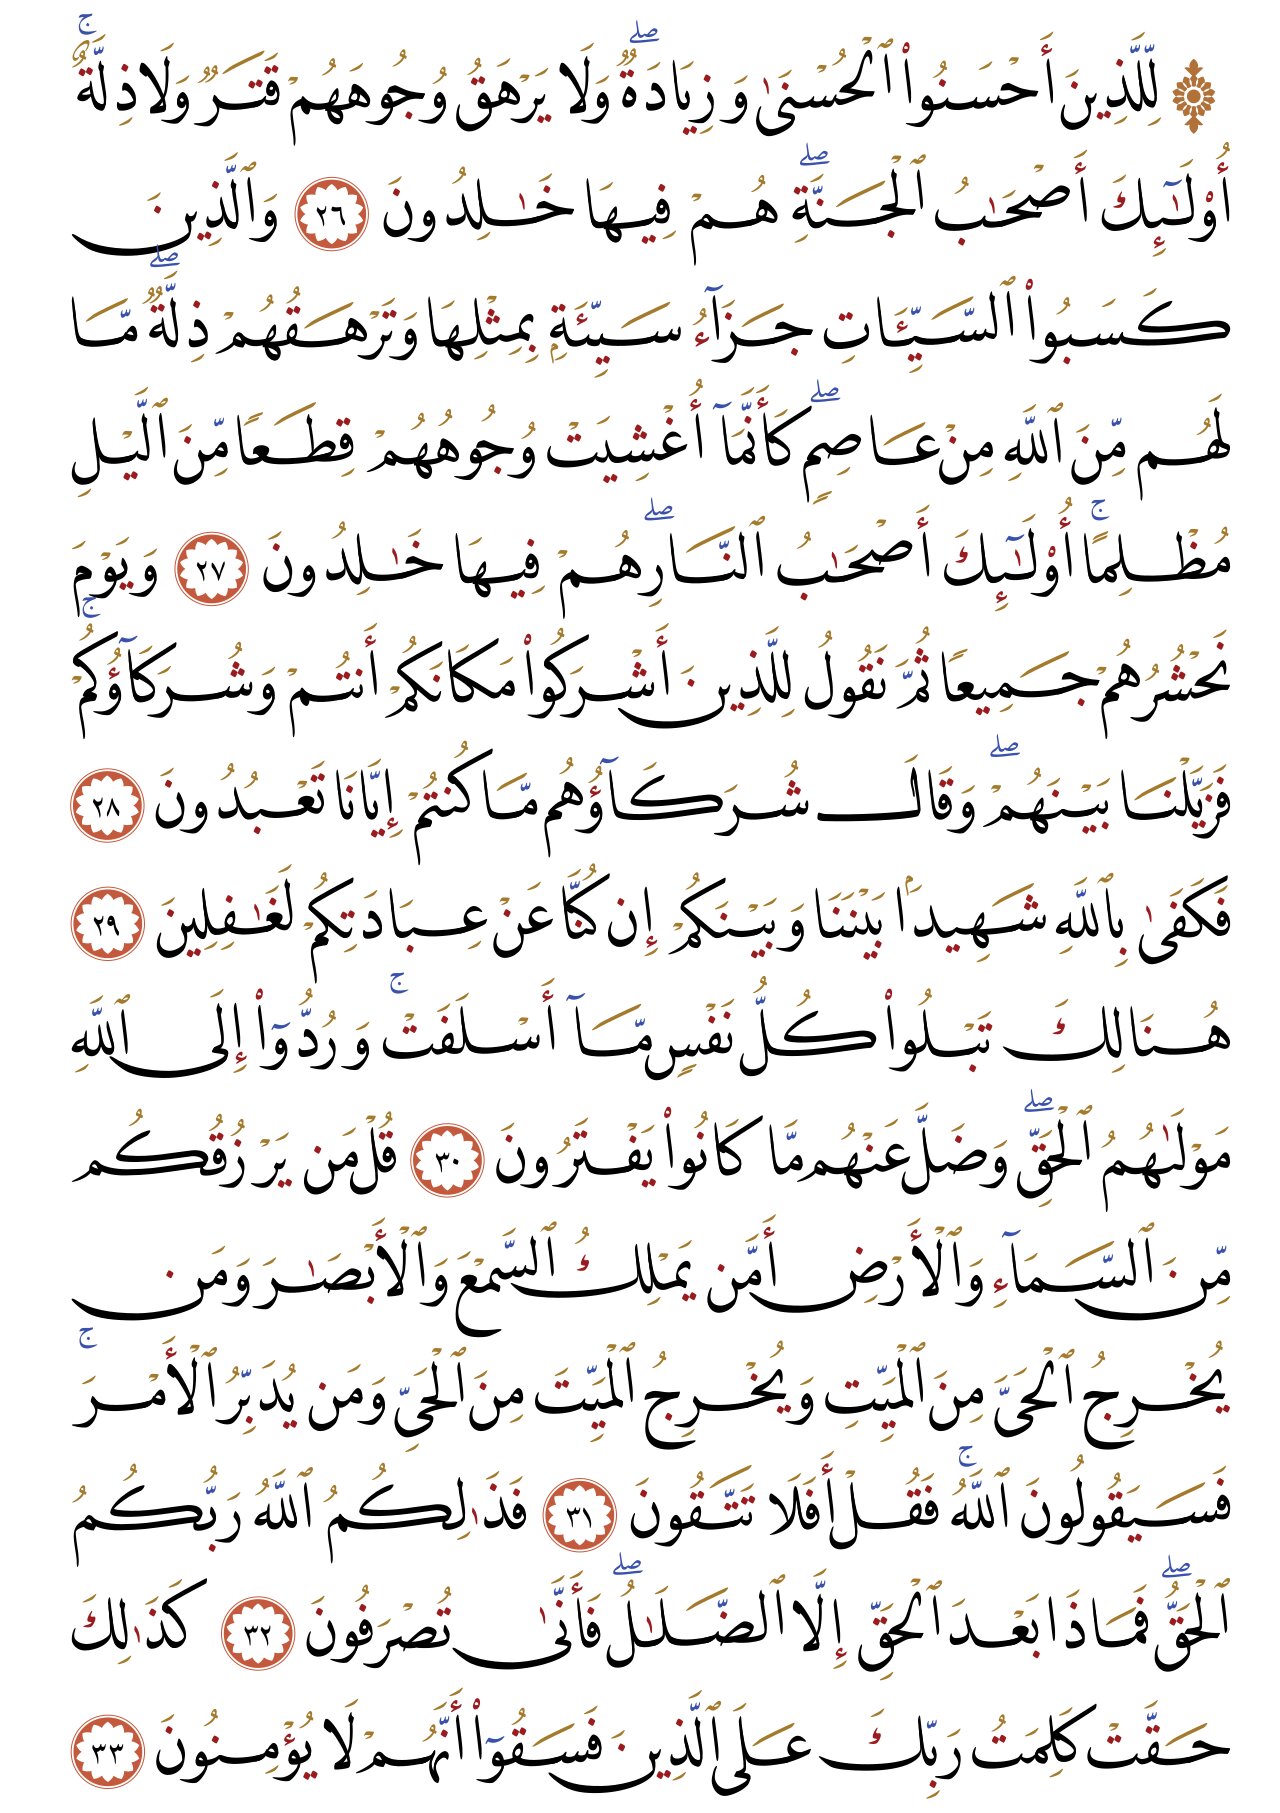 ۞ لِّلَّذِينَ أَحْسَنُوا۟ ٱلْحُسْنَىٰ وَزِيَادَةٌۖ وَلَا يَرْهَقُ وُجُوهَهُمْ قَتَرٌ وَلَا ذِلَّةٌۚ
أُو۟لَـٰٓئِكَ أَصْحَـٰبُ ٱلْجَنَّةِۖ هُمْ فِيهَا خَـٰلِدُونَ ٢٦ وَٱلَّذِينَ
كَسَبُوا۟ ٱلسَّيِّـَٔاتِ جَزَآءُ سَيِّئَةِۭ بِمِثْلِهَا وَتَرْهَقُهُمْ ذِلَّةٌۖ مَّا
لَهُم مِّنَ ٱللَّهِ مِنْ عَاصِمٍۖ كَأَنَّمَآ أُغْشِيَتْ وُجُوهُهُمْ قِطَعًا مِّنَ ٱلَّيْلِ
مُظْلِمًاۚ أُو۟لَـٰٓئِكَ أَصْحَـٰبُ ٱلنَّارِۖ هُمْ فِيهَا خَـٰلِدُونَ ٢٧ وَيَوْمَ
نَحْشُرُهُمْ جَمِيعًا ثُمَّ نَقُولُ لِلَّذِينَ أَشْرَكُوا۟ مَكَانَكُمْ أَنتُمْ وَشُرَكَآؤُكُمْۚ
فَزَيَّلْنَا بَيْنَهُمْۖ وَقَالَ شُرَكَآؤُهُم مَّا كُنتُمْ إِيَّانَا تَعْبُدُونَ ٢٨
فَكَفَىٰ بِٱللَّهِ شَهِيدًۢا بَيْنَنَا وَبَيْنَكُمْ إِن كُنَّا عَنْ عِبَادَتِكُمْ لَغَـٰفِلِينَ ٢٩
هُنَالِكَ تَبْلُوا۟ كُلُّ نَفْسٍ مَّآ أَسْلَفَتْۚ وَرُدُّوٓا۟ إِلَى ٱللَّهِ
مَوْلَىٰهُمُ ٱلْحَقِّۖ وَضَلَّ عَنْهُم مَّا كَانُوا۟ يَفْتَرُونَ ٣٠ قُلْ مَن يَرْزُقُكُم
مِّنَ ٱلسَّمَآءِ وَٱلْأَرْضِ أَمَّن يَمْلِكُ ٱلسَّمْعَ وَٱلْأَبْصَـٰرَ وَمَن
يُخْرِجُ ٱلْحَىَّ مِنَ ٱلْمَيِّتِ وَيُخْرِجُ ٱلْمَيِّتَ مِنَ ٱلْحَىِّ وَمَن يُدَبِّرُ ٱلْأَمْرَۚ
فَسَيَقُولُونَ ٱللَّهُۚ فَقُلْ أَفَلَا تَتَّقُونَ ٣١ فَذَٰلِكُمُ ٱللَّهُ رَبُّكُمُ
ٱلْحَقُّۖ فَمَاذَا بَعْدَ ٱلْحَقِّ إِلَّا ٱلضَّلَـٰلُۖ فَأَنَّىٰ تُصْرَفُونَ ٣٢ كَذَٰلِكَ
حَقَّتْ كَلِمَتُ رَبِّكَ عَلَى ٱلَّذِينَ فَسَقُوٓا۟ أَنَّهُمْ لَا يُؤْمِنُونَ ٣٣